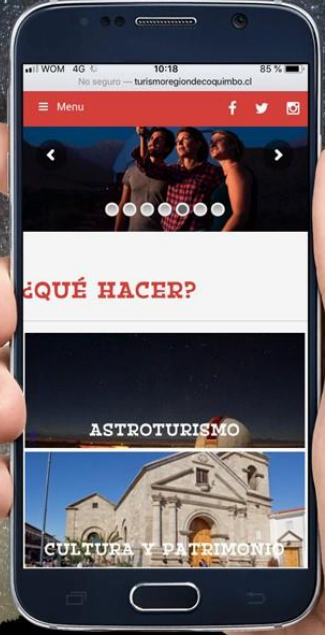 WOM 4G 10:18 85 %
No seguro — turismoregiondecoquimbo.cl
Menu
¿QUÉ HACER?
ASTROTURISMO
CULTURA Y PATRIMONIO